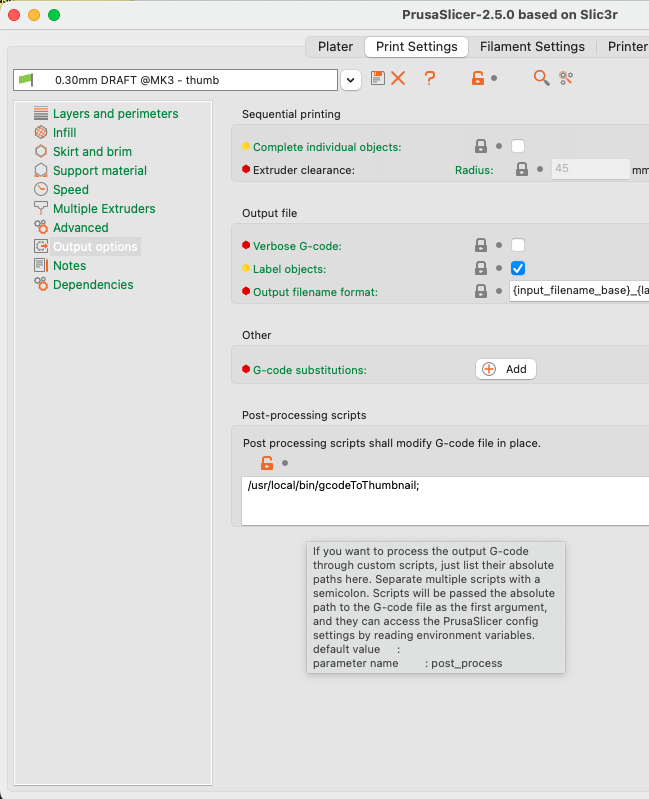 PrusaSlicer-2.5.0 based on Slic3r
Plater Print Settings Filament Settings Printer
0.30mm DRAFT @MK3 - thumb
?
Layers and perimeters
Infill
Skirt and brim
Support material
Speed
Multiple Extruders
Advanced
Output options
Notes
Dependencies
Sequential printing
Complete individual objects:
Extruder clearance: Radius: 45 mm
Output file
Verbose G-code:
Label objects:
Output filename format: {input_filename_base}_{la
Other
G-code substitutions: Add
Post-processing scripts
Post processing scripts shall modify G-code file in place.
/usr/local/bin/gcodeToThumbnail;
If you want to process the output G-code
through custom scripts, just list their absolute
paths here. Separate multiple scripts with a
semicolon. Scripts will be passed the absolute
path to the G-code file as the first argument,
and they can access the PrusaSlicer config
settings by reading environment variables.
default value :
parameter name : post_process